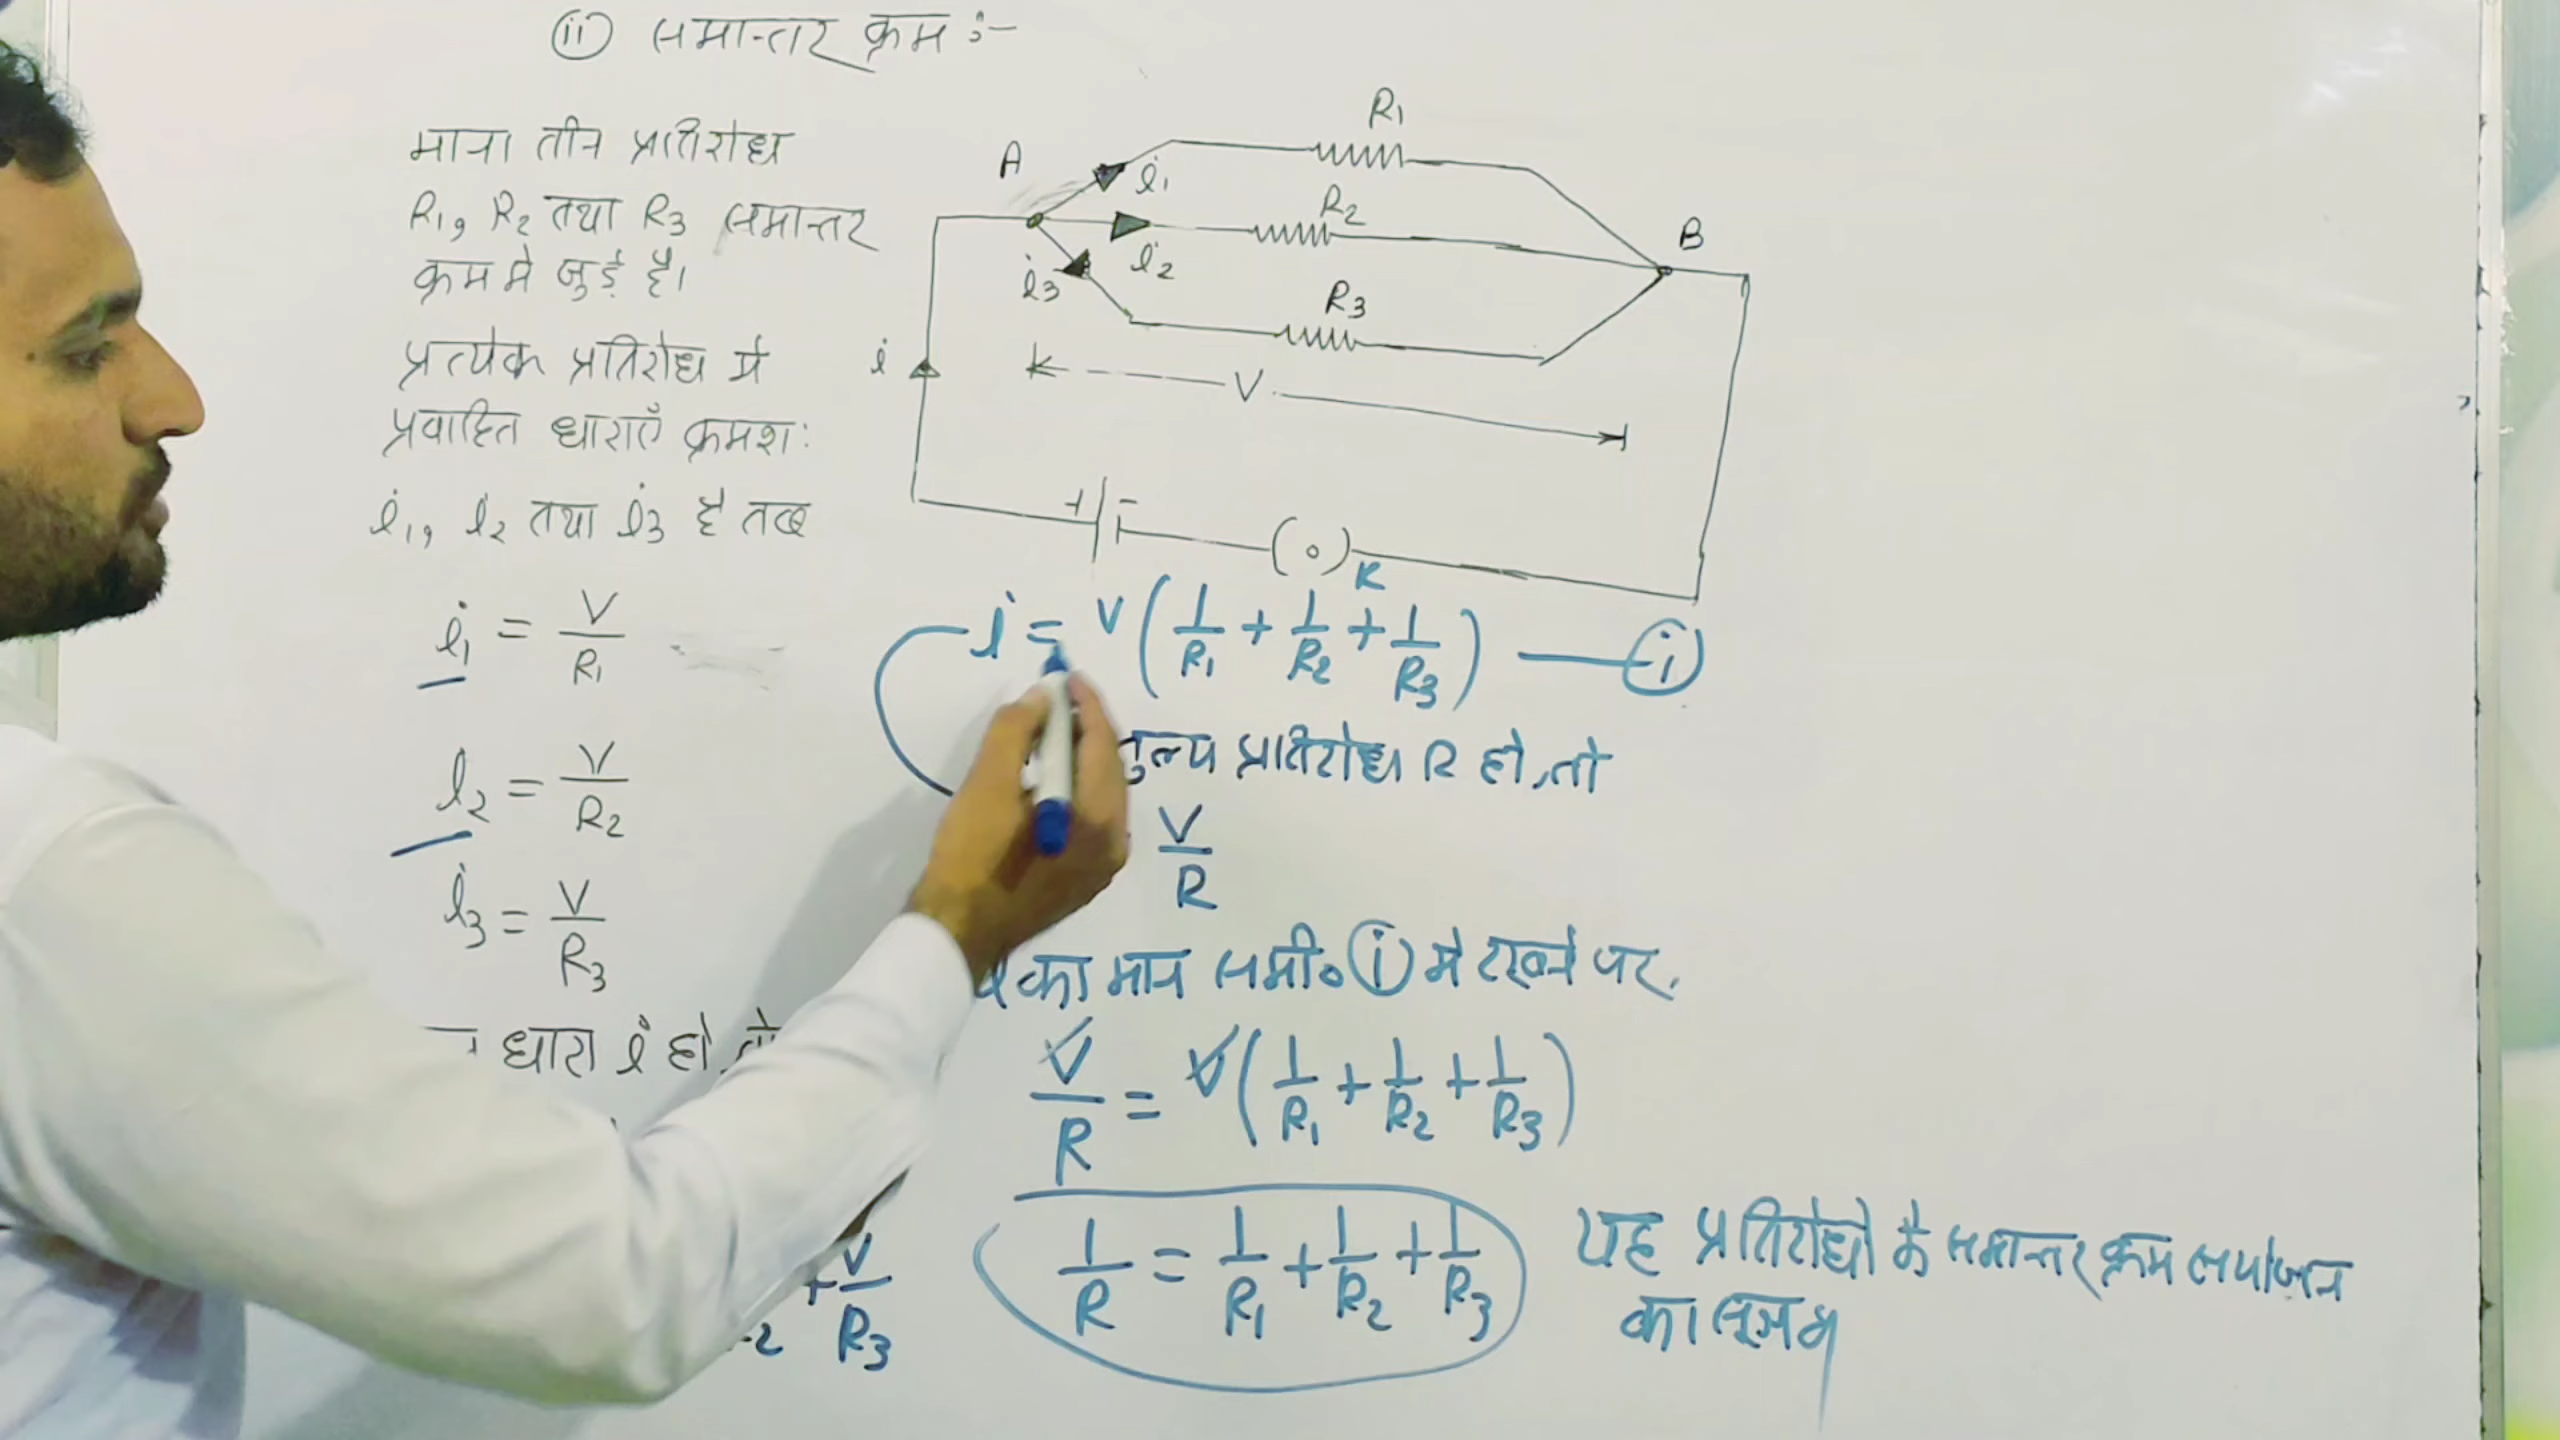 (ii) समान्तर क्रम :-
माना तीन प्रतिरोध
R₁, R₂ तथा R₃ समान्तर
क्रम मे जुड़े है।
प्रत्येक प्रतिरोध मे
प्रवाहित धाराएँ क्रमशः
i₁, i₂ तथा i₃ है तब
i₁ = V/R₁
i₂ = V/R₂
i₃ = V/R₃
धारा i हो, तो
+ V/R₃
A
R₁
i₁
R₂
i₂
B
i₃
R₃
i
V
+ -
K
i = V(1/R₁ + 1/R₂ + 1/R₃) — (i)
तुल्य प्रतिरोध R हो, तो
V/R
का मान समी० (i) मे रखने पर,
V/R = V(1/R₁ + 1/R₂ + 1/R₃)
1/R = 1/R₁ + 1/R₂ + 1/R₃
यह प्रतिरोधो के समान्तर क्रम सयोजन
का